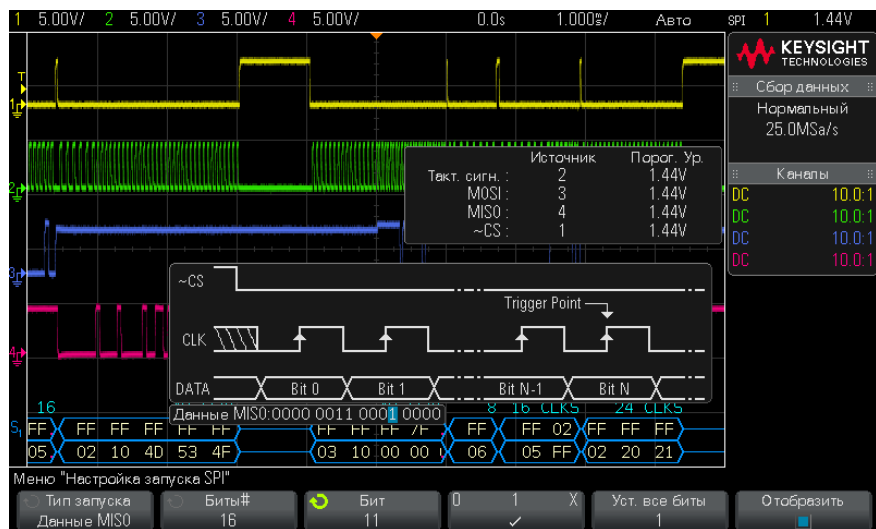 1 5.00V/ 2 5.00V/ 3 5.00V/ 4 5.00V/ 0.0s 1.000ms/ Авто SPI 1 1.44V
KEYSIGHT
TECHNOLOGIES
Сбор данных
Нормальный
25.0MSa/s
Каналы
DC 10.0:1
DC 10.0:1
DC 10.0:1
DC 10.0:1
T
1
2
3
4
Источник Порог. Ур.
Такт. сигн. : 2 1.44V
MOSI : 3 1.44V
MISO : 4 1.44V
~CS : 1 1.44V
~CS
Trigger Point
CLK
DATA Bit 0 Bit 1 Bit N-1 Bit N
16 8 16 CLKS 24 CLKS
Данные MISO:0000 0011 0001 0000
S1 FF FF FF FF FF FF FF FF FF 7F FF FF 02 FF FF FF
05 02 10 4D 53 4F 03 10 00 00 06 05 FF 02 20 21
Меню "Настройка запуска SPI"
Тип запуска Биты# Бит 0 1 X Уст. все биты Отобразить
Данные MISO 16 11 ✓ 1